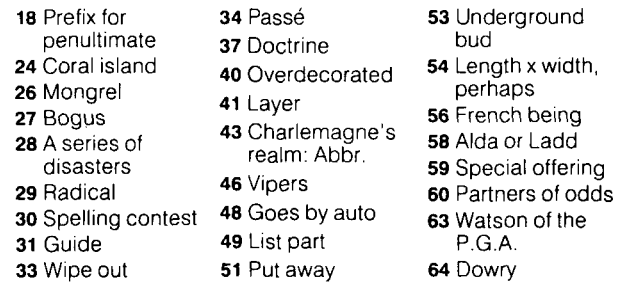 18 Prefix for
penultimate
24 Coral island
26 Mongrel
27 Bogus
28 A series of
disasters
29 Radical
30 Spelling contest
31 Guide
33 Wipe out
34 Passé
37 Doctrine
40 Overdecorated
41 Layer
43 Charlemagne's
realm: Abbr.
46 Vipers
48 Goes by auto
49 List part
51 Put away
53 Underground
bud
54 Length x width,
perhaps
56 French being
58 Alda or Ladd
59 Special offering
60 Partners of odds
63 Watson of the
P.G.A.
64 Dowry